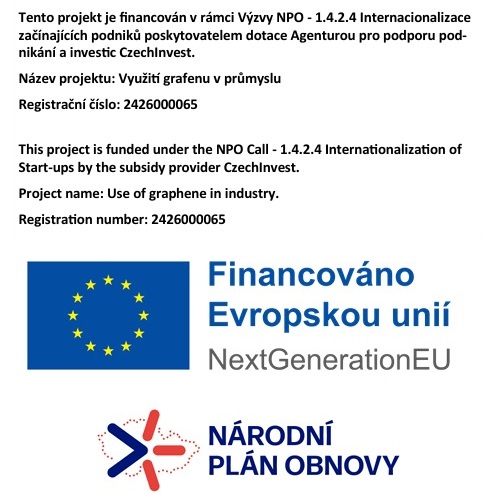 Tento projekt je financován v rámci Výzvy NPO - 1.4.2.4 Internacionalizace
začínajících podniků poskytovatelem dotace Agenturou pro podporu pod-
nikání a investic CzechInvest.
Název projektu: Využití grafenu v průmyslu
Registrační číslo: 2426000065
This project is funded under the NPO Call - 1.4.2.4 Internationalization of
Start-ups by the subsidy provider CzechInvest.
Project name: Use of graphene in industry.
Registration number: 2426000065
Financováno
Evropskou unií
NextGenerationEU
NÁRODNÍ
PLÁN OBNOVY